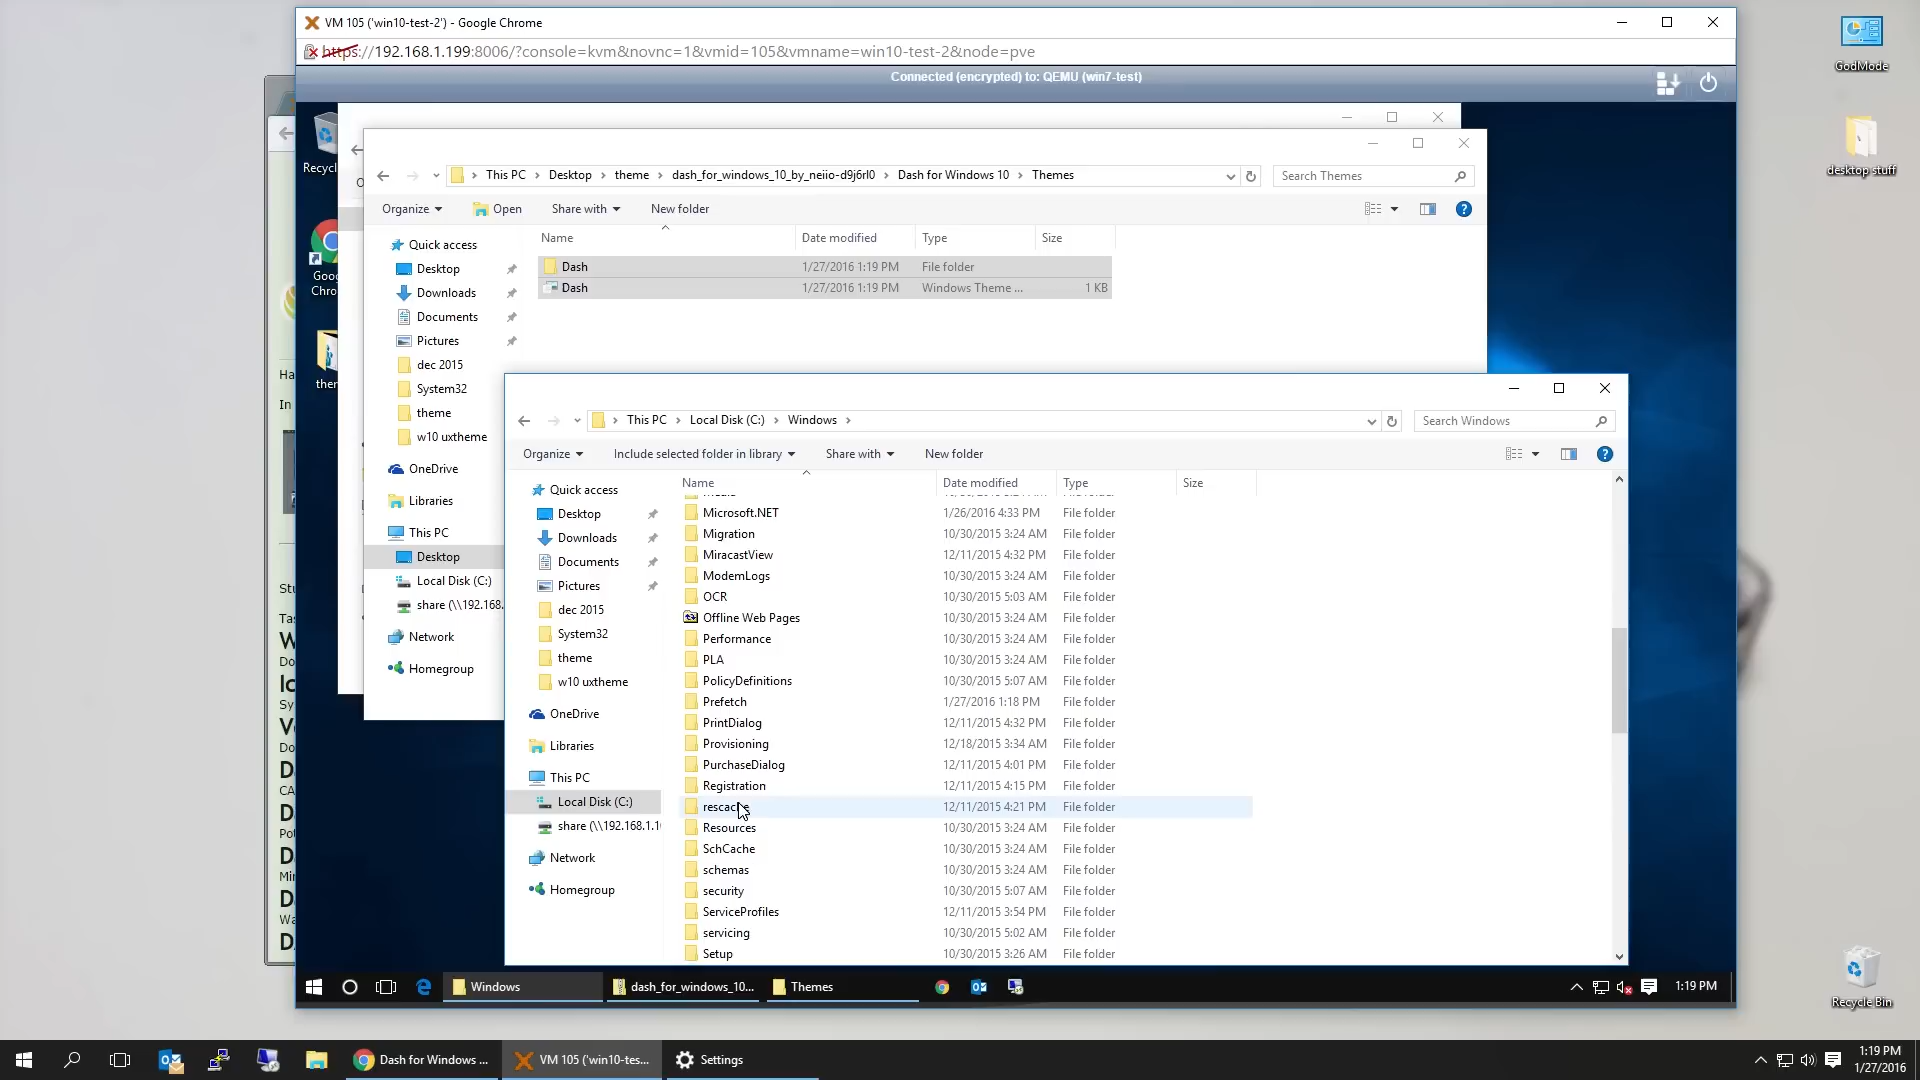 VM 105 ('win10-test-2') - Google Chrome
https://192.168.1.199:8006/?console=kvm&novnc=1&vmid=105&vmname=win10-test-2&node=pve
Connected (encrypted) to: QEMU (win7-test)
GodMode
desktop stuff
Recycle Bin
Recycl
Goo
Chro
This PC > Desktop > theme > dash_for_windows_10_by_neiio-d9j6rl0 > Dash for Windows 10 > Themes
Search Themes
Organize Open Share with New folder
Name Date modified Type Size
Dash 1/27/2016 1:19 PM File folder
Dash 1/27/2016 1:19 PM Windows Theme ... 1 KB
Quick access
Desktop
Downloads
Documents
Pictures
dec 2015
System32
theme
w10 uxtheme
OneDrive
Libraries
This PC
Desktop
Local Disk (C:)
share (\\192.168.
Network
Homegroup
This PC > Local Disk (C:) > Windows >
Search Windows
Organize Include selected folder in library Share with New folder
Name Date modified Type Size
Quick access
Desktop
Downloads
Documents
Pictures
dec 2015
System32
theme
w10 uxtheme
OneDrive
Libraries
This PC
Local Disk (C:)
share (\\192.168.1.10
Network
Homegroup
Microsoft.NET 1/26/2016 4:33 PM File folder
Migration 10/30/2015 3:24 AM File folder
MiracastView 12/11/2015 4:32 PM File folder
ModemLogs 10/30/2015 3:24 AM File folder
OCR 10/30/2015 5:03 AM File folder
Offline Web Pages 10/30/2015 3:24 AM File folder
Performance 10/30/2015 3:24 AM File folder
PLA 10/30/2015 3:24 AM File folder
PolicyDefinitions 10/30/2015 5:07 AM File folder
Prefetch 1/27/2016 1:18 PM File folder
PrintDialog 12/11/2015 4:32 PM File folder
Provisioning 12/18/2015 3:34 AM File folder
PurchaseDialog 12/11/2015 4:01 PM File folder
Registration 12/11/2015 4:15 PM File folder
rescache 12/11/2015 4:21 PM File folder
Resources 10/30/2015 3:24 AM File folder
SchCache 10/30/2015 3:24 AM File folder
schemas 10/30/2015 3:24 AM File folder
security 10/30/2015 5:07 AM File folder
ServiceProfiles 12/11/2015 3:54 PM File folder
servicing 10/30/2015 5:02 AM File folder
Setup 10/30/2015 3:26 AM File folder
Windows
dash_for_windows_10...
Themes
1:19 PM
Dash for Windows ...
VM 105 ('win10-tes...
Settings
1:19 PM
1/27/2016